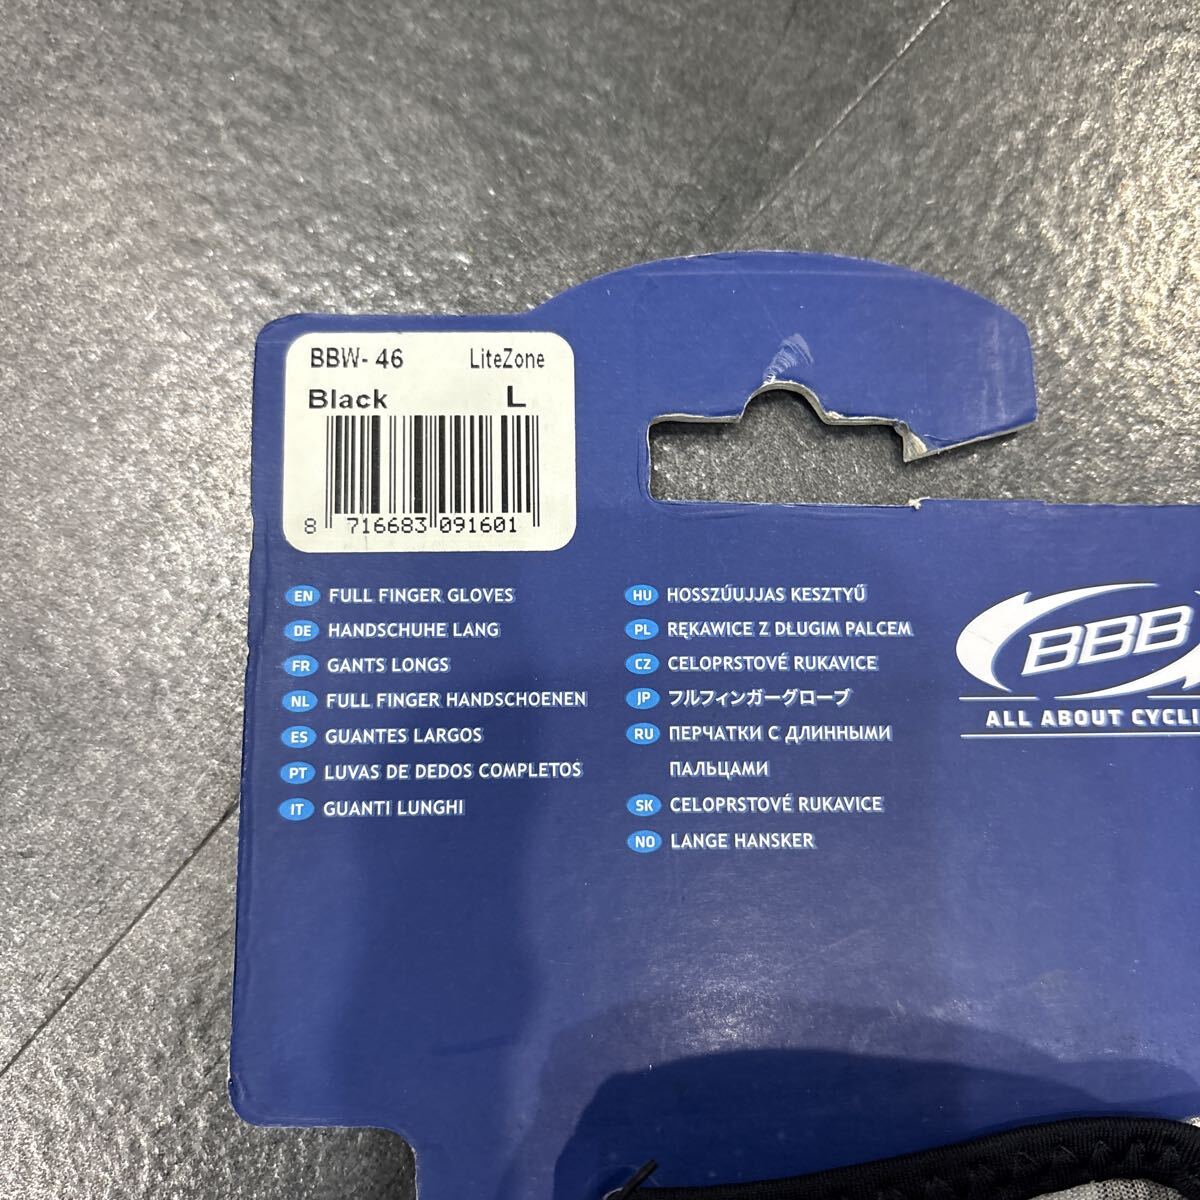 BBW- 46 LiteZone
Black L
8 716683 091601
EN FULL FINGER GLOVES
DE HANDSCHUHE LANG
FR GANTS LONGS
NL FULL FINGER HANDSCHOENEN
ES GUANTES LARGOS
PT LUVAS DE DEDOS COMPLETOS
IT GUANTI LUNGHI
HU HOSSZÚUJJAS KESZTYŰ
PL RĘKAWICE Z DŁUGIM PALCEM
CZ CELOPRSTOVÉ RUKAVICE
JP フルフィンガーグローブ
RU ПЕРЧАТКИ С ДЛИННЫМИ
ПАЛЬЦАМИ
SK CELOPRSTOVÉ RUKAVICE
NO LANGE HANSKER
BBB
ALL ABOUT CYCLI